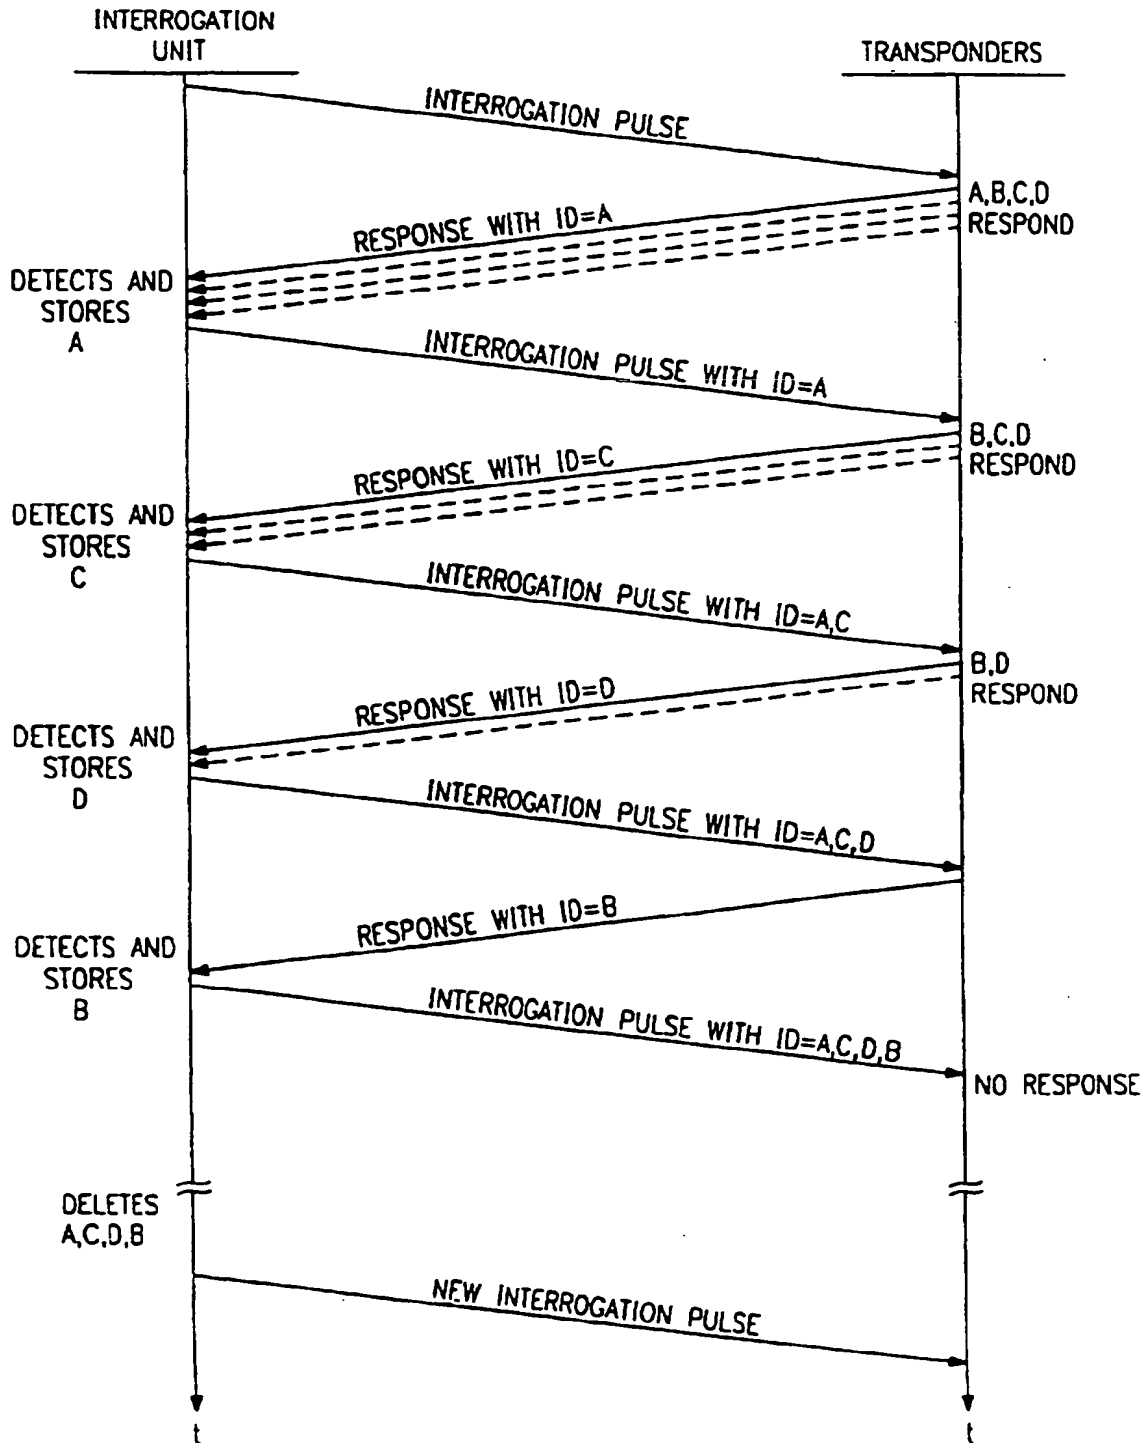 INTERROGATION
UNIT
TRANSPONDERS
INTERROGATION PULSE
A,B,C,D
RESPOND
RESPONSE WITH ID=A
DETECTS AND
STORES
A
INTERROGATION PULSE WITH ID=A
B,C,D
RESPOND
RESPONSE WITH ID=C
DETECTS AND
STORES
C
INTERROGATION PULSE WITH ID=A,C
B,D
RESPOND
RESPONSE WITH ID=D
DETECTS AND
STORES
D
INTERROGATION PULSE WITH ID=A,C,D
RESPONSE WITH ID=B
DETECTS AND
STORES
B
INTERROGATION PULSE WITH ID=A,C,D,B
NO RESPONSE
DELETES
A,C,D,B
NEW INTERROGATION PULSE
t
t